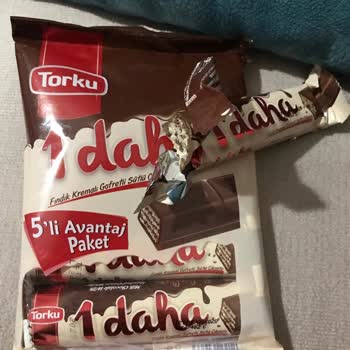 Torku
1 daha
1 daha
Fındık Kremalı Gofretli Sütlü
5'li Avantaj
Paket
Torku
1 daha